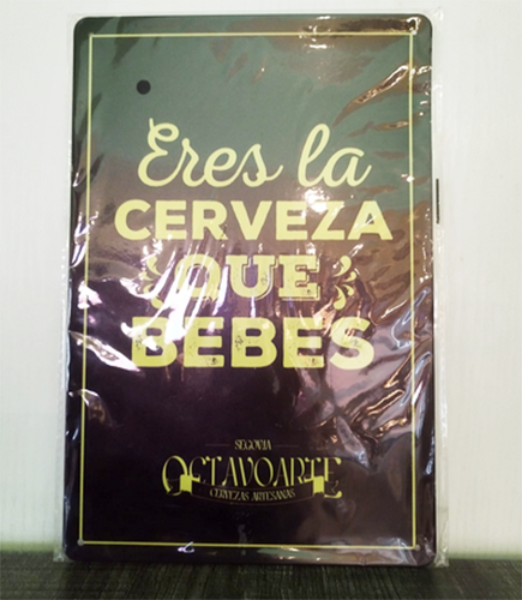 Eres la
CERVEZA
QUE
BEBES
SEGOVIA
OCTAVOARTE
CERVEZAS ARTESANAS